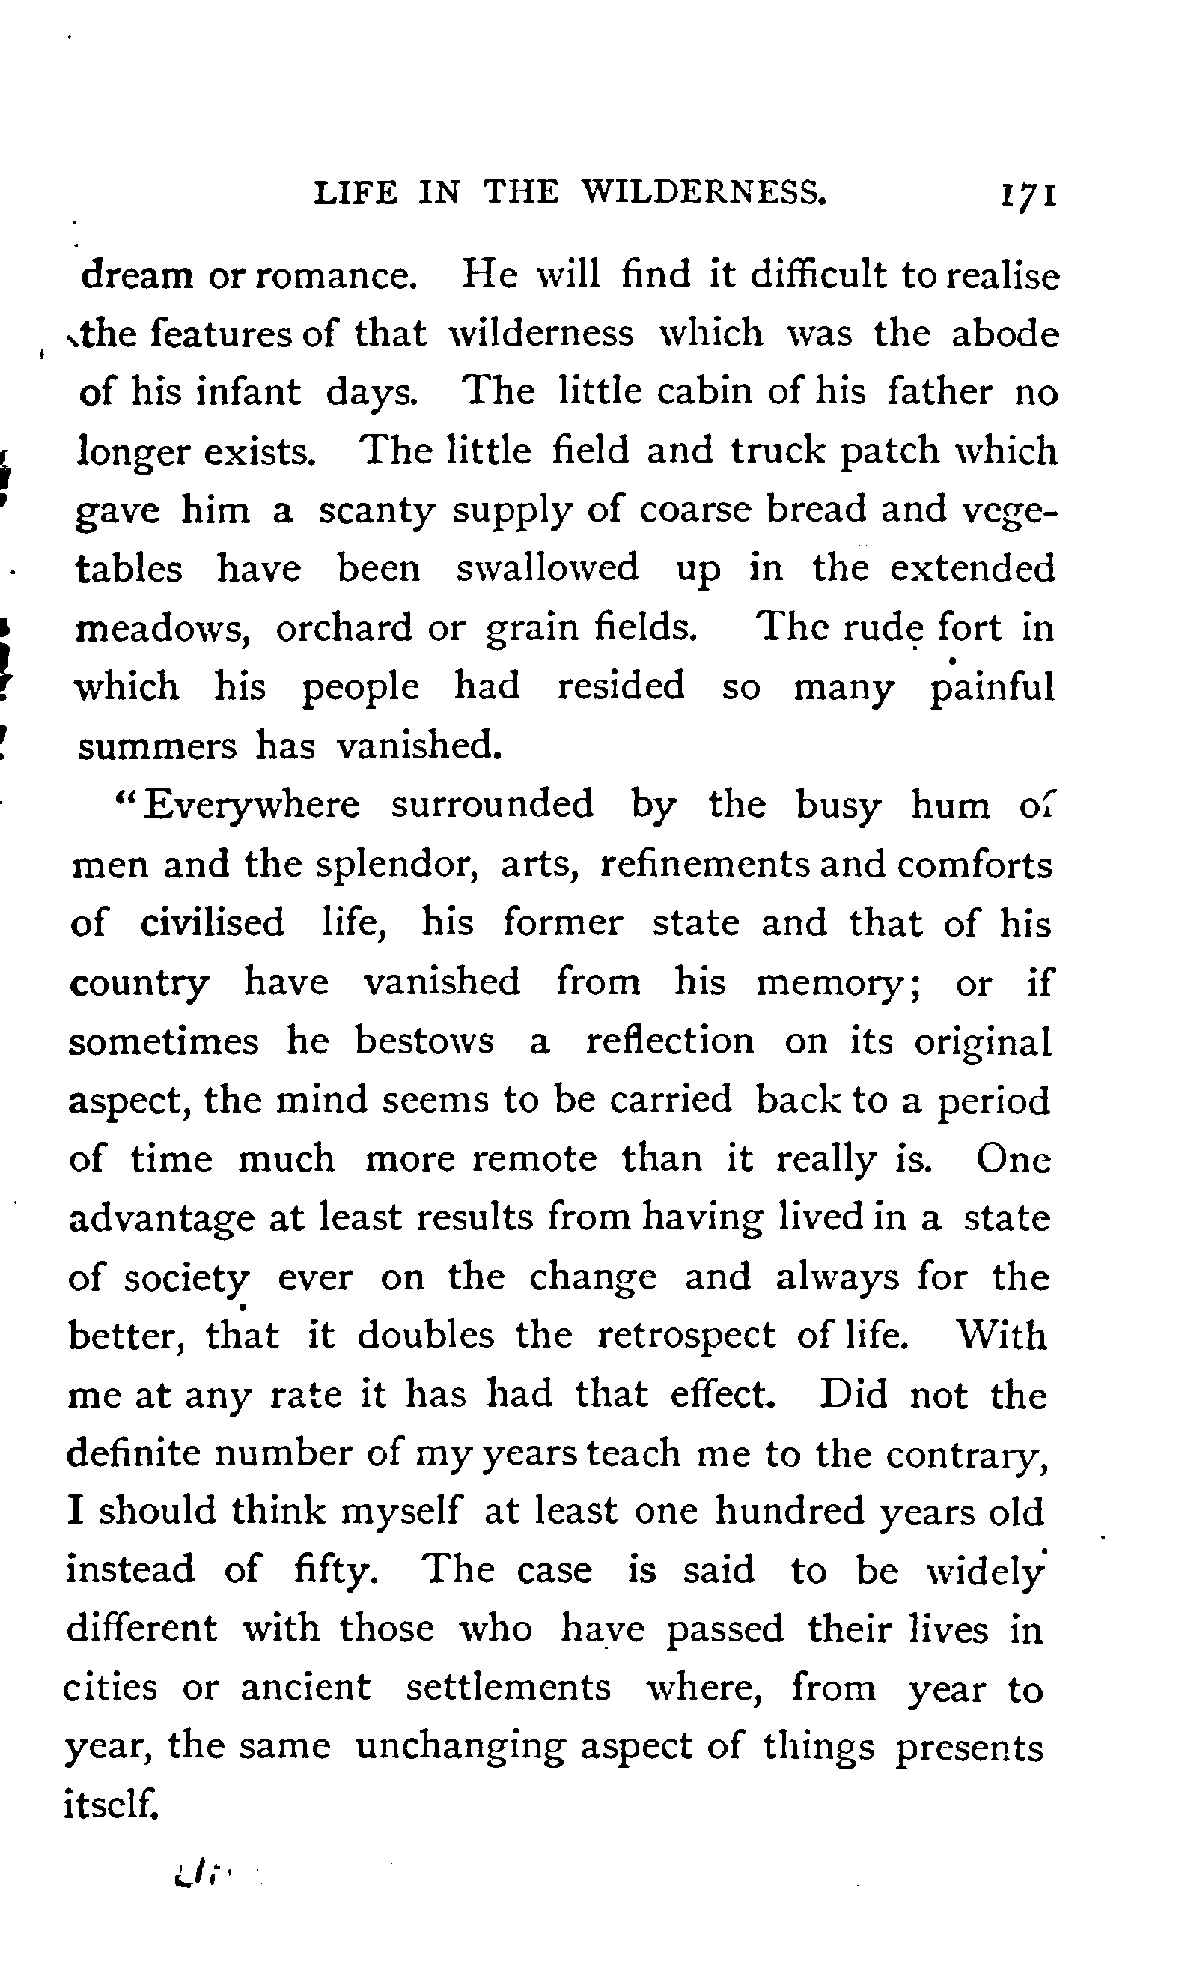 LIFE IN THE WILDERNESS. 171
dream or romance. He will find it difficult to realise
the features of that wilderness which was the abode
of his infant days. The little cabin of his father no
longer exists. The little field and truck patch which
gave him a scanty supply of coarse bread and vege-
tables have been swallowed up in the extended
meadows, orchard or grain fields. The rude fort in
which his people had resided so many painful
summers has vanished.
"Everywhere surrounded by the busy hum of
men and the splendor, arts, refinements and comforts
of civilised life, his former state and that of his
country have vanished from his memory; or if
sometimes he bestows a reflection on its original
aspect, the mind seems to be carried back to a period
of time much more remote than it really is. One
advantage at least results from having lived in a state
of society ever on the change and always for the
better, that it doubles the retrospect of life. With
me at any rate it has had that effect. Did not the
definite number of my years teach me to the contrary,
I should think myself at least one hundred years old
instead of fifty. The case is said to be widely
different with those who have passed their lives in
cities or ancient settlements where, from year to
year, the same unchanging aspect of things presents
itself.